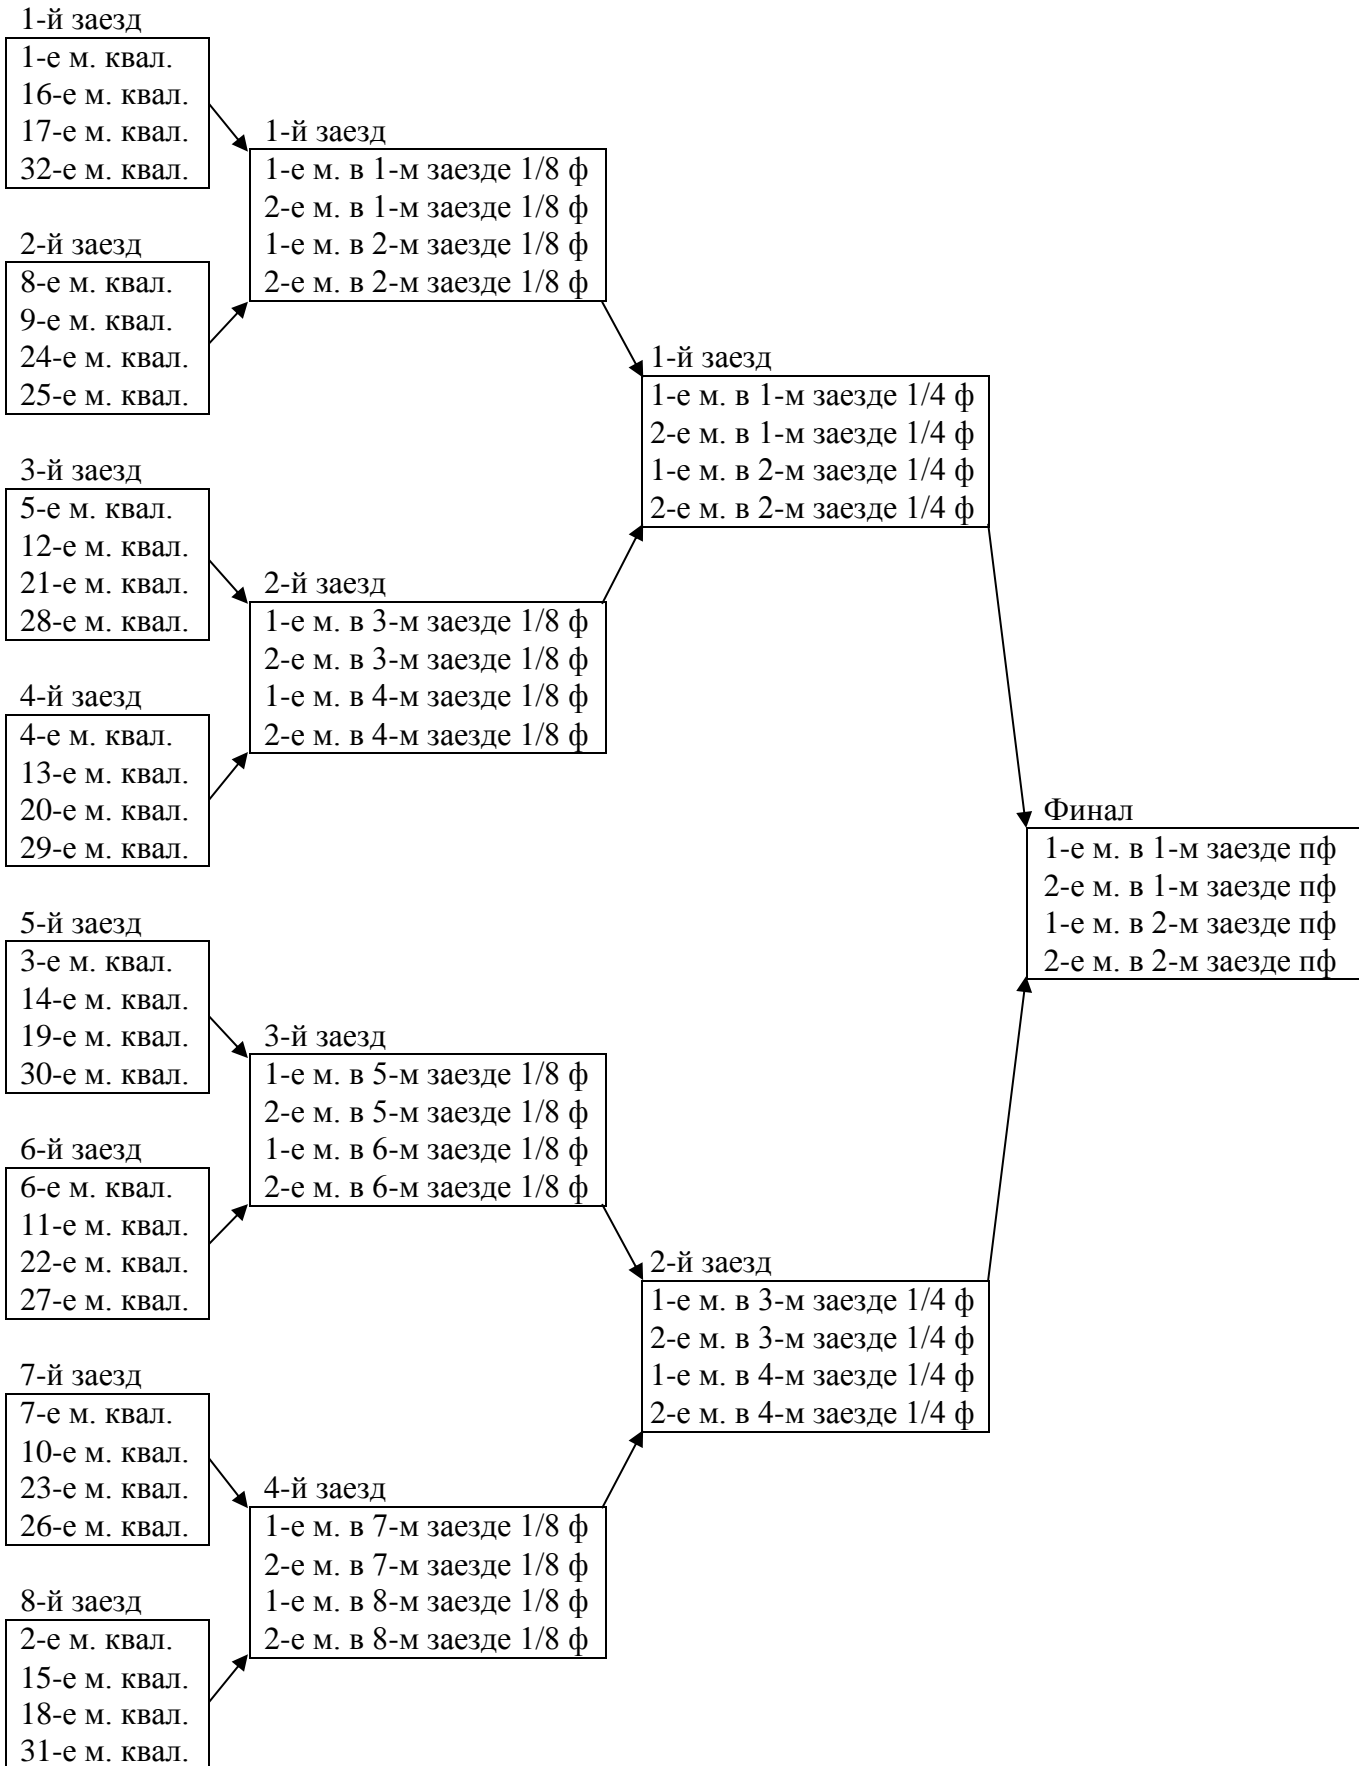 1-й заезд
1-е м. квал.
16-е м. квал.
17-е м. квал.
32-е м. квал.
2-й заезд
8-е м. квал.
9-е м. квал.
24-е м. квал.
25-е м. квал.
3-й заезд
5-е м. квал.
12-е м. квал.
21-е м. квал.
28-е м. квал.
4-й заезд
4-е м. квал.
13-е м. квал.
20-е м. квал.
29-е м. квал.
5-й заезд
3-е м. квал.
14-е м. квал.
19-е м. квал.
30-е м. квал.
6-й заезд
6-е м. квал.
11-е м. квал.
22-е м. квал.
27-е м. квал.
7-й заезд
7-е м. квал.
10-е м. квал.
23-е м. квал.
26-е м. квал.
8-й заезд
2-е м. квал.
15-е м. квал.
18-е м. квал.
31-е м. квал.
1-й заезд
1-е м. в 1-м заезде 1/8 ф
2-е м. в 1-м заезде 1/8 ф
1-е м. в 2-м заезде 1/8 ф
2-е м. в 2-м заезде 1/8 ф
2-й заезд
1-е м. в 3-м заезде 1/8 ф
2-е м. в 3-м заезде 1/8 ф
1-е м. в 4-м заезде 1/8 ф
2-е м. в 4-м заезде 1/8 ф
3-й заезд
1-е м. в 5-м заезде 1/8 ф
2-е м. в 5-м заезде 1/8 ф
1-е м. в 6-м заезде 1/8 ф
2-е м. в 6-м заезде 1/8 ф
4-й заезд
1-е м. в 7-м заезде 1/8 ф
2-е м. в 7-м заезде 1/8 ф
1-е м. в 8-м заезде 1/8 ф
2-е м. в 8-м заезде 1/8 ф
1-й заезд
1-е м. в 1-м заезде 1/4 ф
2-е м. в 1-м заезде 1/4 ф
1-е м. в 2-м заезде 1/4 ф
2-е м. в 2-м заезде 1/4 ф
2-й заезд
1-е м. в 3-м заезде 1/4 ф
2-е м. в 3-м заезде 1/4 ф
1-е м. в 4-м заезде 1/4 ф
2-е м. в 4-м заезде 1/4 ф
Финал
1-е м. в 1-м заезде пф
2-е м. в 1-м заезде пф
1-е м. в 2-м заезде пф
2-е м. в 2-м заезде пф